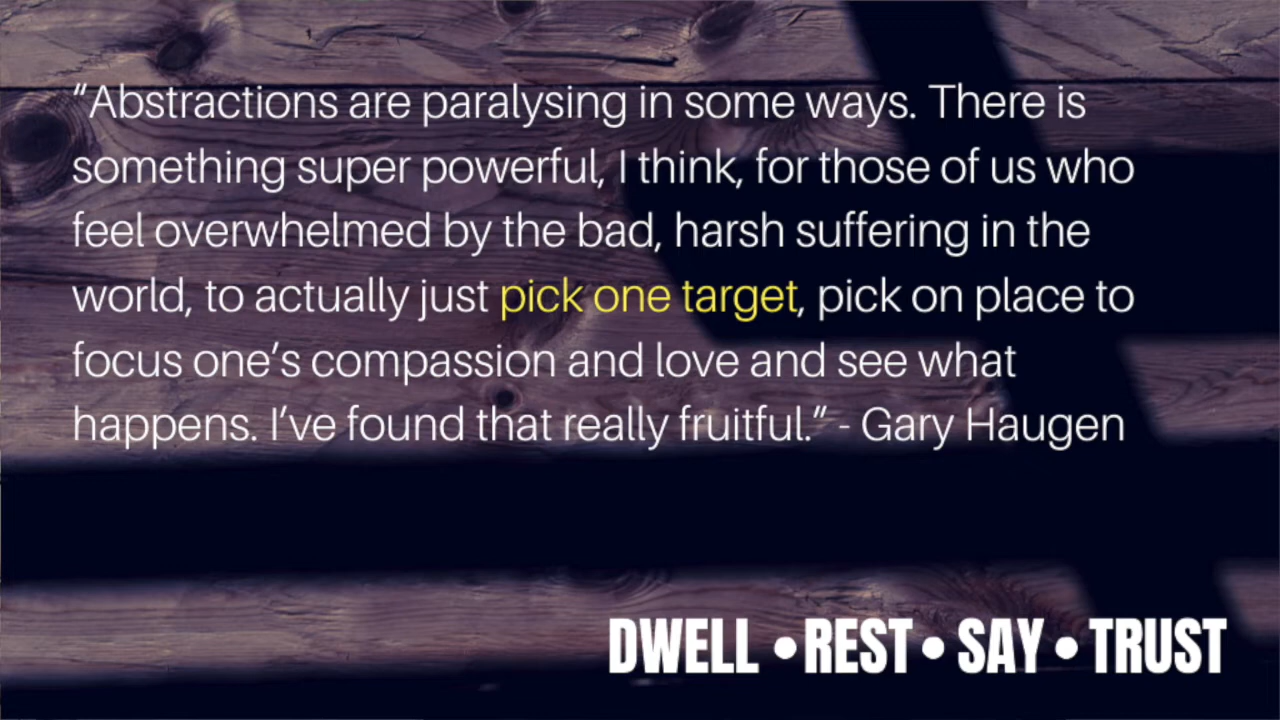 “Abstractions are paralysing in some ways. There is
something super powerful, I think, for those of us who
feel overwhelmed by the bad, harsh suffering in the
world, to actually just pick one target, pick on place to
focus one’s compassion and love and see what
happens. I’ve found that really fruitful.” - Gary Haugen
DWELL • REST • SAY • TRUST